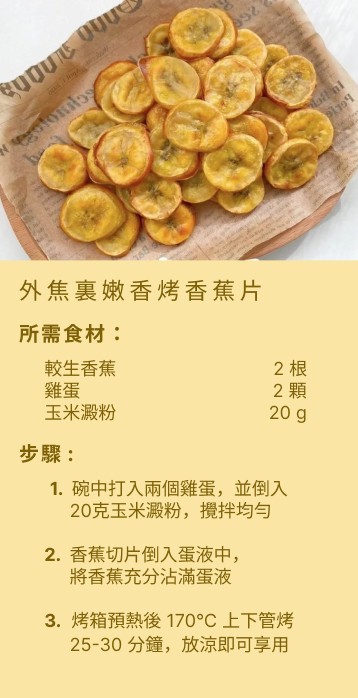 外焦裏嫩香烤香蕉片
所需食材：
較生香蕉 2 根
雞蛋 2 顆
玉米澱粉 20 g
步驟：
1. 碗中打入兩個雞蛋，並倒入
20克玉米澱粉，攪拌均勻
2. 香蕉切片倒入蛋液中，
將香蕉充分沾滿蛋液
3. 烤箱預熱後 170°C 上下管烤
25-30 分鐘，放涼即可享用